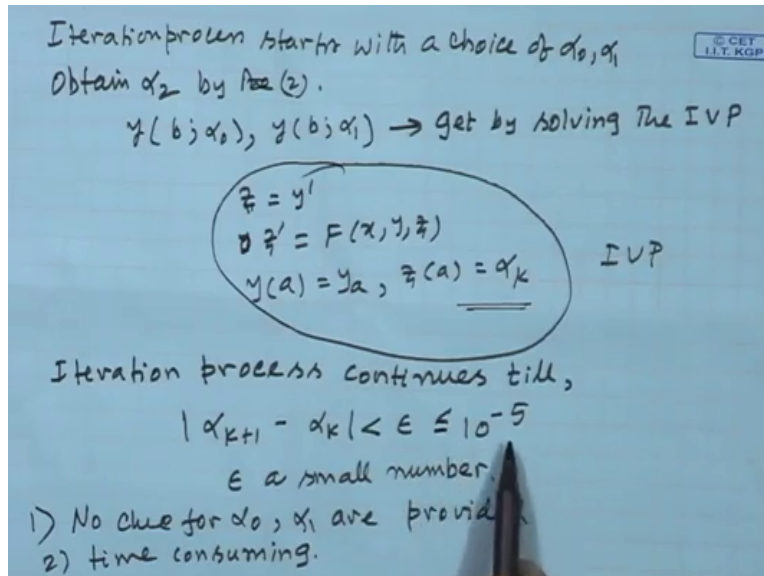 Iteration process starts with a choice of α₀, α₁
© CET
I.I.T. KGP
Obtain α₂ by (2).
y(b; α₀), y(b; α₁) → get by solving The IVP
z = y'
z' = F(x, y, z)
y(a) = yₐ, z(a) = αₖ
IVP
Iteration process continues till,
|αₖ₊₁ - αₖ| < ε ≤ 10⁻⁵
ε a small number.
1) No clue for α₀, α₁ are provid
2) time consuming.